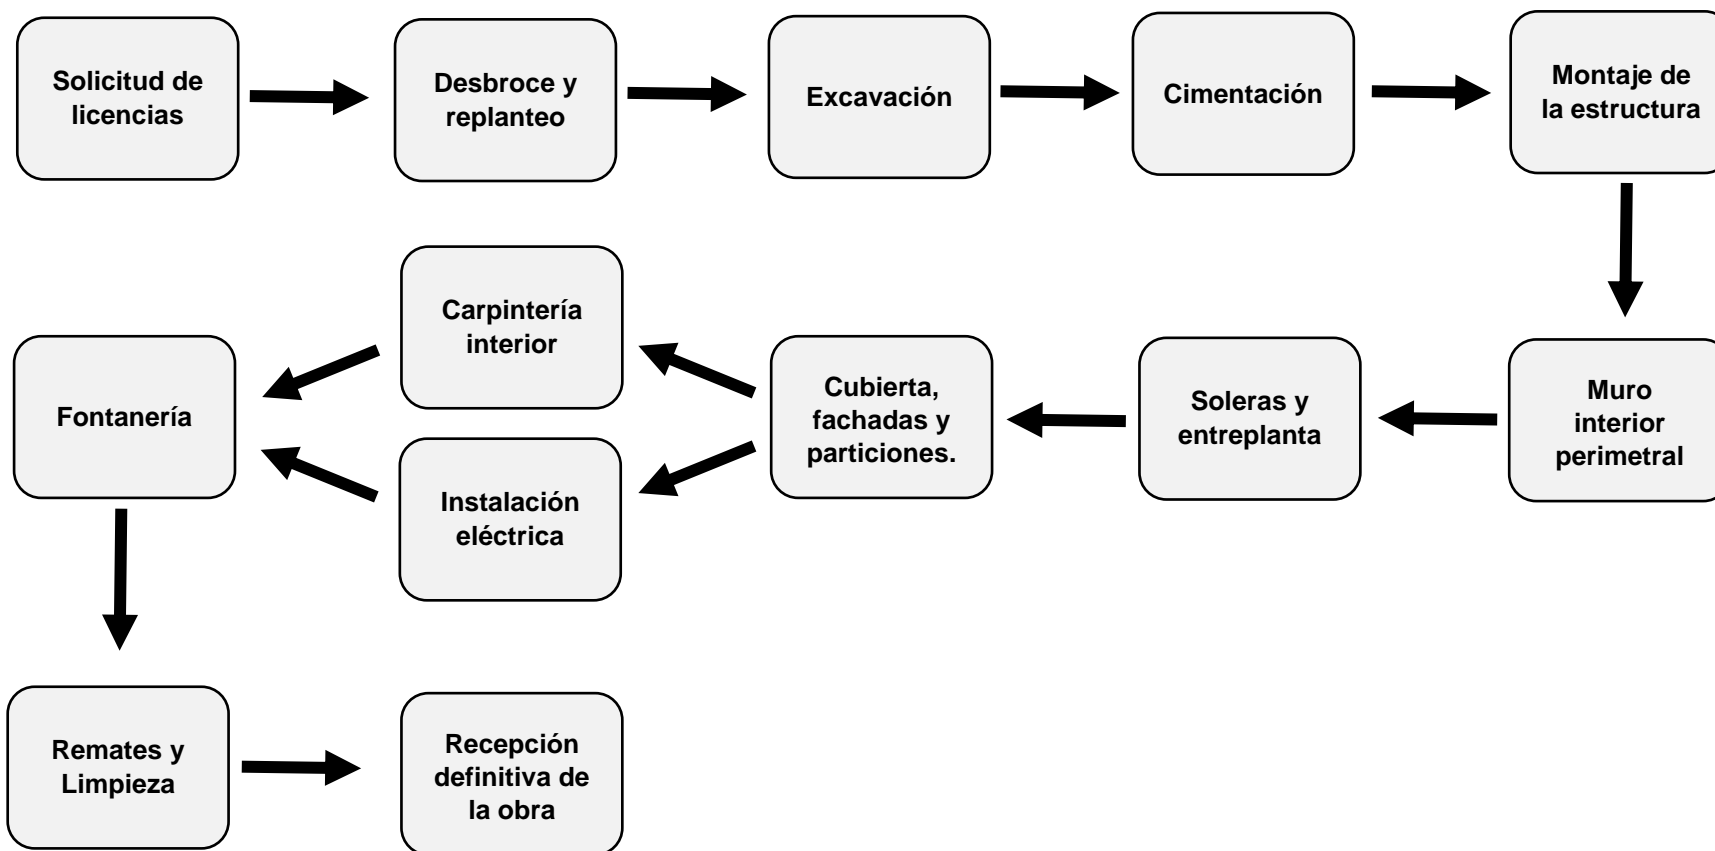 Solicitud de
licencias
Desbroce y
replanteo
Excavación
Cimentación
Montaje de
la estructura
Muro
interior
perimetral
Soleras y
entreplanta
Cubierta,
fachadas y
particiones.
Carpintería
interior
Instalación
eléctrica
Fontanería
Remates y
Limpieza
Recepción
definitiva de
la obra